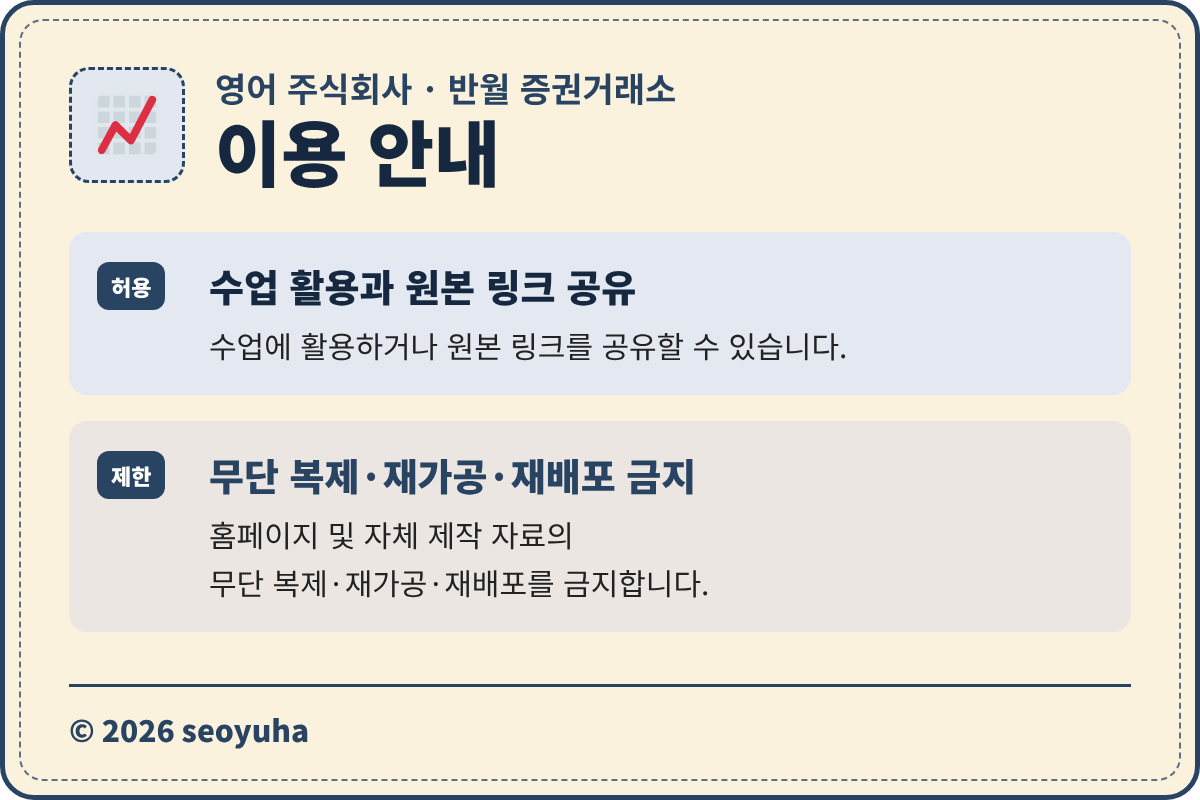 영어 주식회사 · 반월 증권거래소
이용 안내
허용
수업 활용과 원본 링크 공유
수업에 활용하거나 원본 링크를 공유할 수 있습니다.
제한
무단 복제·재가공·재배포 금지
홈페이지 및 자체 제작 자료의
무단 복제·재가공·재배포를 금지합니다.
© 2026 seoyuha